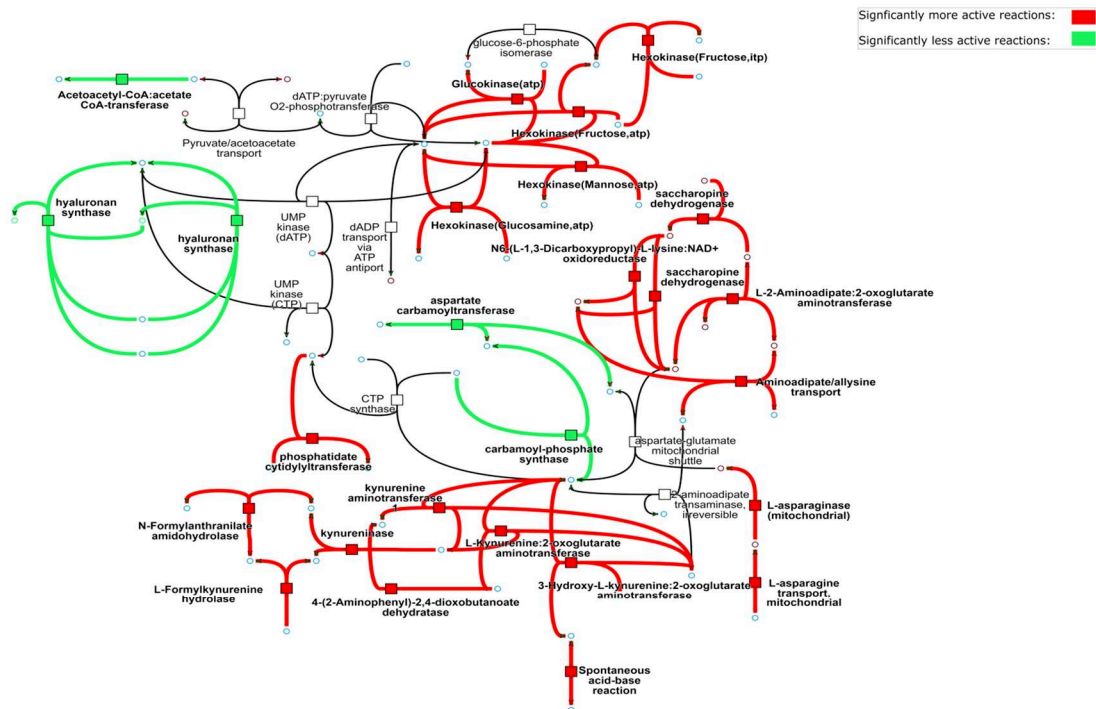 Signficantly more active reactions:
Significantly less active reactions:
glucose-6-phosphate
isomerase
Hexokinase(Fructose,itp)
Glucokinase(atp)
Acetoacetyl-CoA:acetate
CoA-transferase
dATP:pyruvate
O2-phosphotransferase
Hexokinase(Fructose,atp)
Pyruvate/acetoacetate
transport
Hexokinase(Mannose,atp)
saccharopine
dehydrogenase
hyaluronan
synthase
hyaluronan
synthase
UMP
kinase
(dATP)
dADP
transport
via
ATP
antiport
Hexokinase(Glucosamine,atp)
N6-(L-1,3-Dicarboxypropyl)-L-lysine:NAD+
oxidoreductase
saccharopine
dehydrogenase
UMP
kinase
(CTP)
aspartate
carbamoyltransferase
L-2-Aminoadipate:2-oxoglutarate
aminotransferase
Aminoadipate/allysine
transport
CTP
synthase
phosphatidate
cytidylyltransferase
carbamoyl-phosphate
synthase
aspartate-glutamate
mitochondrial
shuttle
kynurenine
aminotransferase
1
2-aminoadipate
transaminase,
irreversible
L-asparaginase
(mitochondrial)
N-Formylanthranilate
amidohydrolase
kynureninase
L-Kynurenine:2-oxoglutarate
aminotransferase
L-Formylkynurenine
hydrolase
4-(2-Aminophenyl)-2,4-dioxobutanoate
dehydratase
3-Hydroxy-L-kynurenine:2-oxoglutarate
aminotransferase
L-asparagine
transport,
mitochondrial
Spontaneous
acid-base
reaction